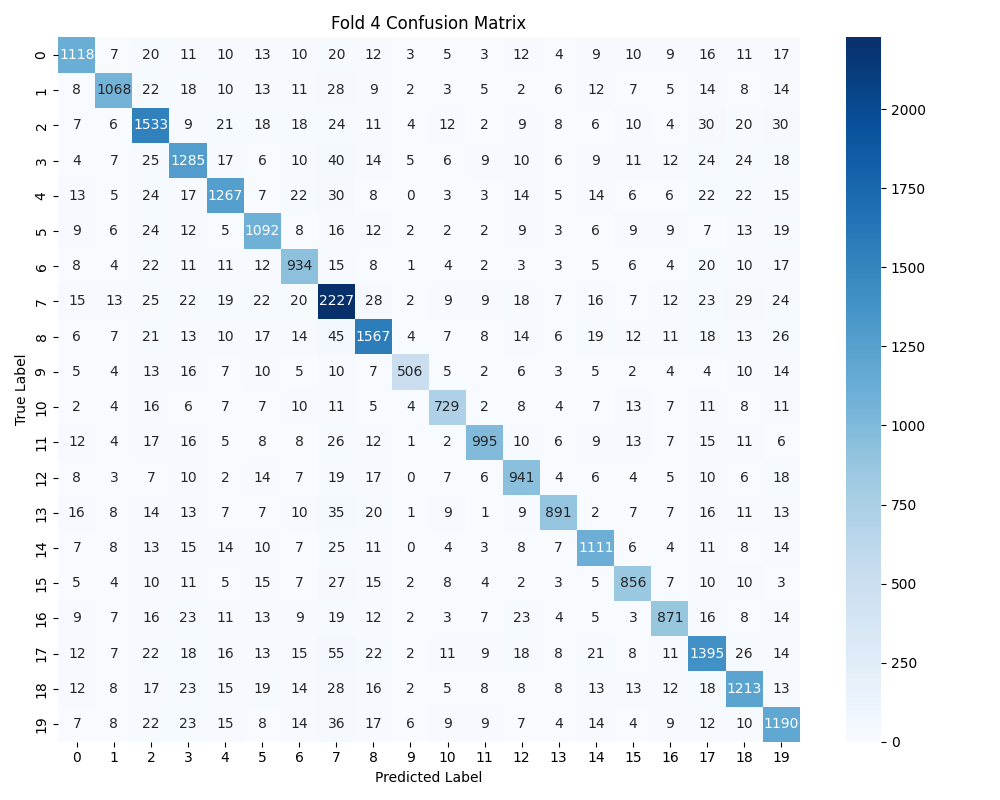 Fold 4 Confusion Matrix
0 1118 7 20 11 10 13 10 20 12 3 5 3 12 4 9 10 9 16 11 17
1 8 1068 22 18 10 13 11 28 9 2 3 5 2 6 12 7 5 14 8 14
2 7 6 1533 9 21 18 18 24 11 4 12 2 9 8 6 10 4 30 20 30
3 4 7 25 1285 17 6 10 40 14 5 6 9 10 6 9 11 12 24 24 18
4 13 5 24 17 1267 7 22 30 8 0 3 3 14 5 14 6 6 22 22 15
5 9 6 24 12 5 1092 8 16 12 2 2 2 9 3 6 9 9 7 13 19
6 8 4 22 11 11 12 934 15 8 1 4 2 3 3 5 6 4 20 10 17
7 15 13 25 22 19 22 20 2227 28 2 9 9 18 7 16 7 12 23 29 24
8 6 7 21 13 10 17 14 45 1567 4 7 8 14 6 19 12 11 18 13 26
9 5 4 13 16 7 10 5 10 7 506 5 2 6 3 5 2 4 4 10 14
10 2 4 16 6 7 7 10 11 5 4 729 2 8 4 7 13 7 11 8 11
11 12 4 17 16 5 8 8 26 12 1 2 995 10 6 9 13 7 15 11 6
12 8 3 7 10 2 14 7 19 17 0 7 6 941 4 6 4 5 10 6 18
13 16 8 14 13 7 7 10 35 20 1 9 1 9 891 2 7 7 16 11 13
14 7 8 13 15 14 10 7 25 11 0 4 3 8 7 1111 6 4 11 8 14
15 5 4 10 11 5 15 7 27 15 2 8 4 2 3 5 856 7 10 10 3
16 9 7 16 23 11 13 9 19 12 2 3 7 23 4 5 3 871 16 8 14
17 12 7 22 18 16 13 15 55 22 2 11 9 18 8 21 8 11 1395 26 14
18 12 8 17 23 15 19 14 28 16 2 5 8 8 8 13 13 12 18 1213 13
19 7 8 22 23 15 8 14 36 17 6 9 9 7 4 14 4 9 12 10 1190
0 1 2 3 4 5 6 7 8 9 10 11 12 13 14 15 16 17 18 19
Predicted Label
True Label
2000
1750
1500
1250
1000
750
500
250
0